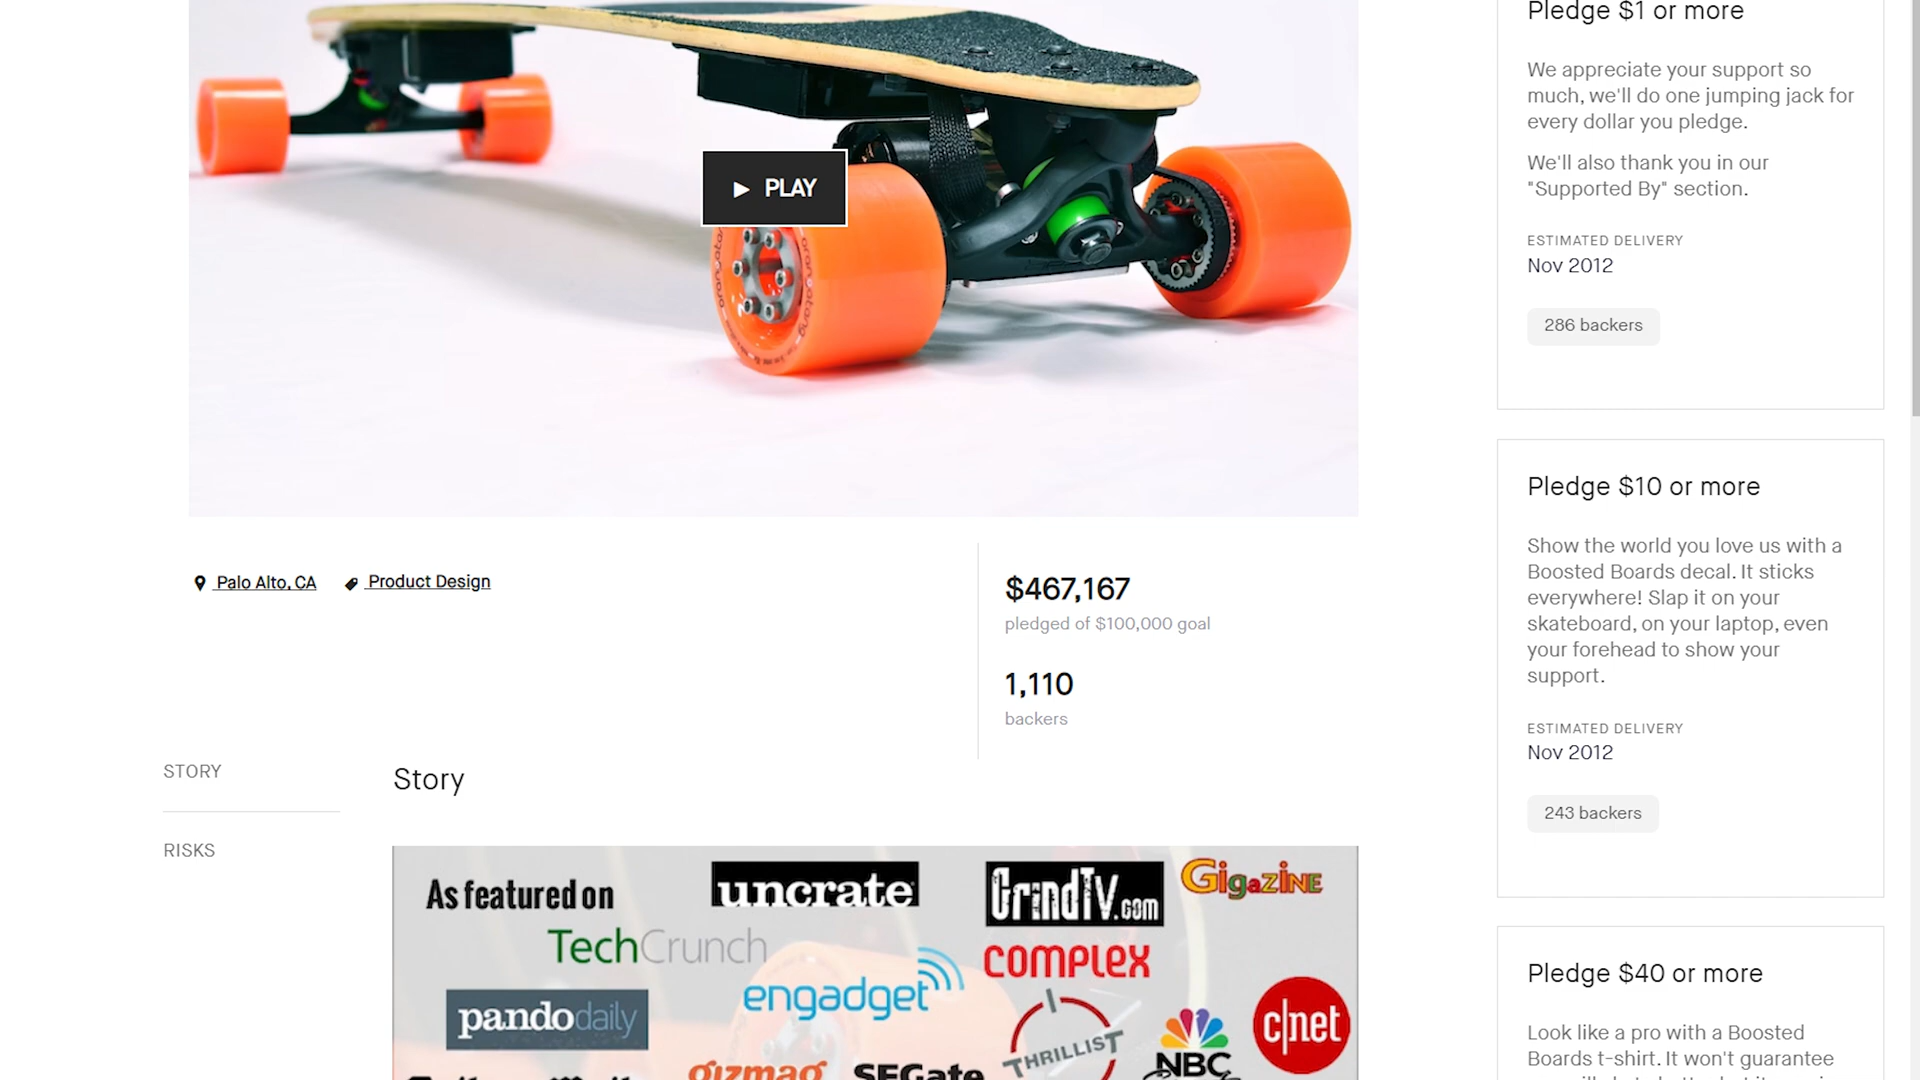 ▶ PLAY
orangatang
Palo Alto, CA
Product Design
$467,167
pledged of $100,000 goal
1,110
backers
STORY
RISKS
Story
As featured on
uncrate
GrindTV.com
GigaZiNE
TechCrunch
engadget
COMPLEX
pandodaily
THRILLIST
NBC
c|net
gizmag
SFGate
Pledge $1 or more
We appreciate your support so
much, we'll do one jumping jack for
every dollar you pledge.
We'll also thank you in our
"Supported By" section.
ESTIMATED DELIVERY
Nov 2012
286 backers
Pledge $10 or more
Show the world you love us with a
Boosted Boards decal. It sticks
everywhere! Slap it on your
skateboard, on your laptop, even
your forehead to show your
support.
ESTIMATED DELIVERY
Nov 2012
243 backers
Pledge $40 or more
Look like a pro with a Boosted
Boards t-shirt. It won't guarantee